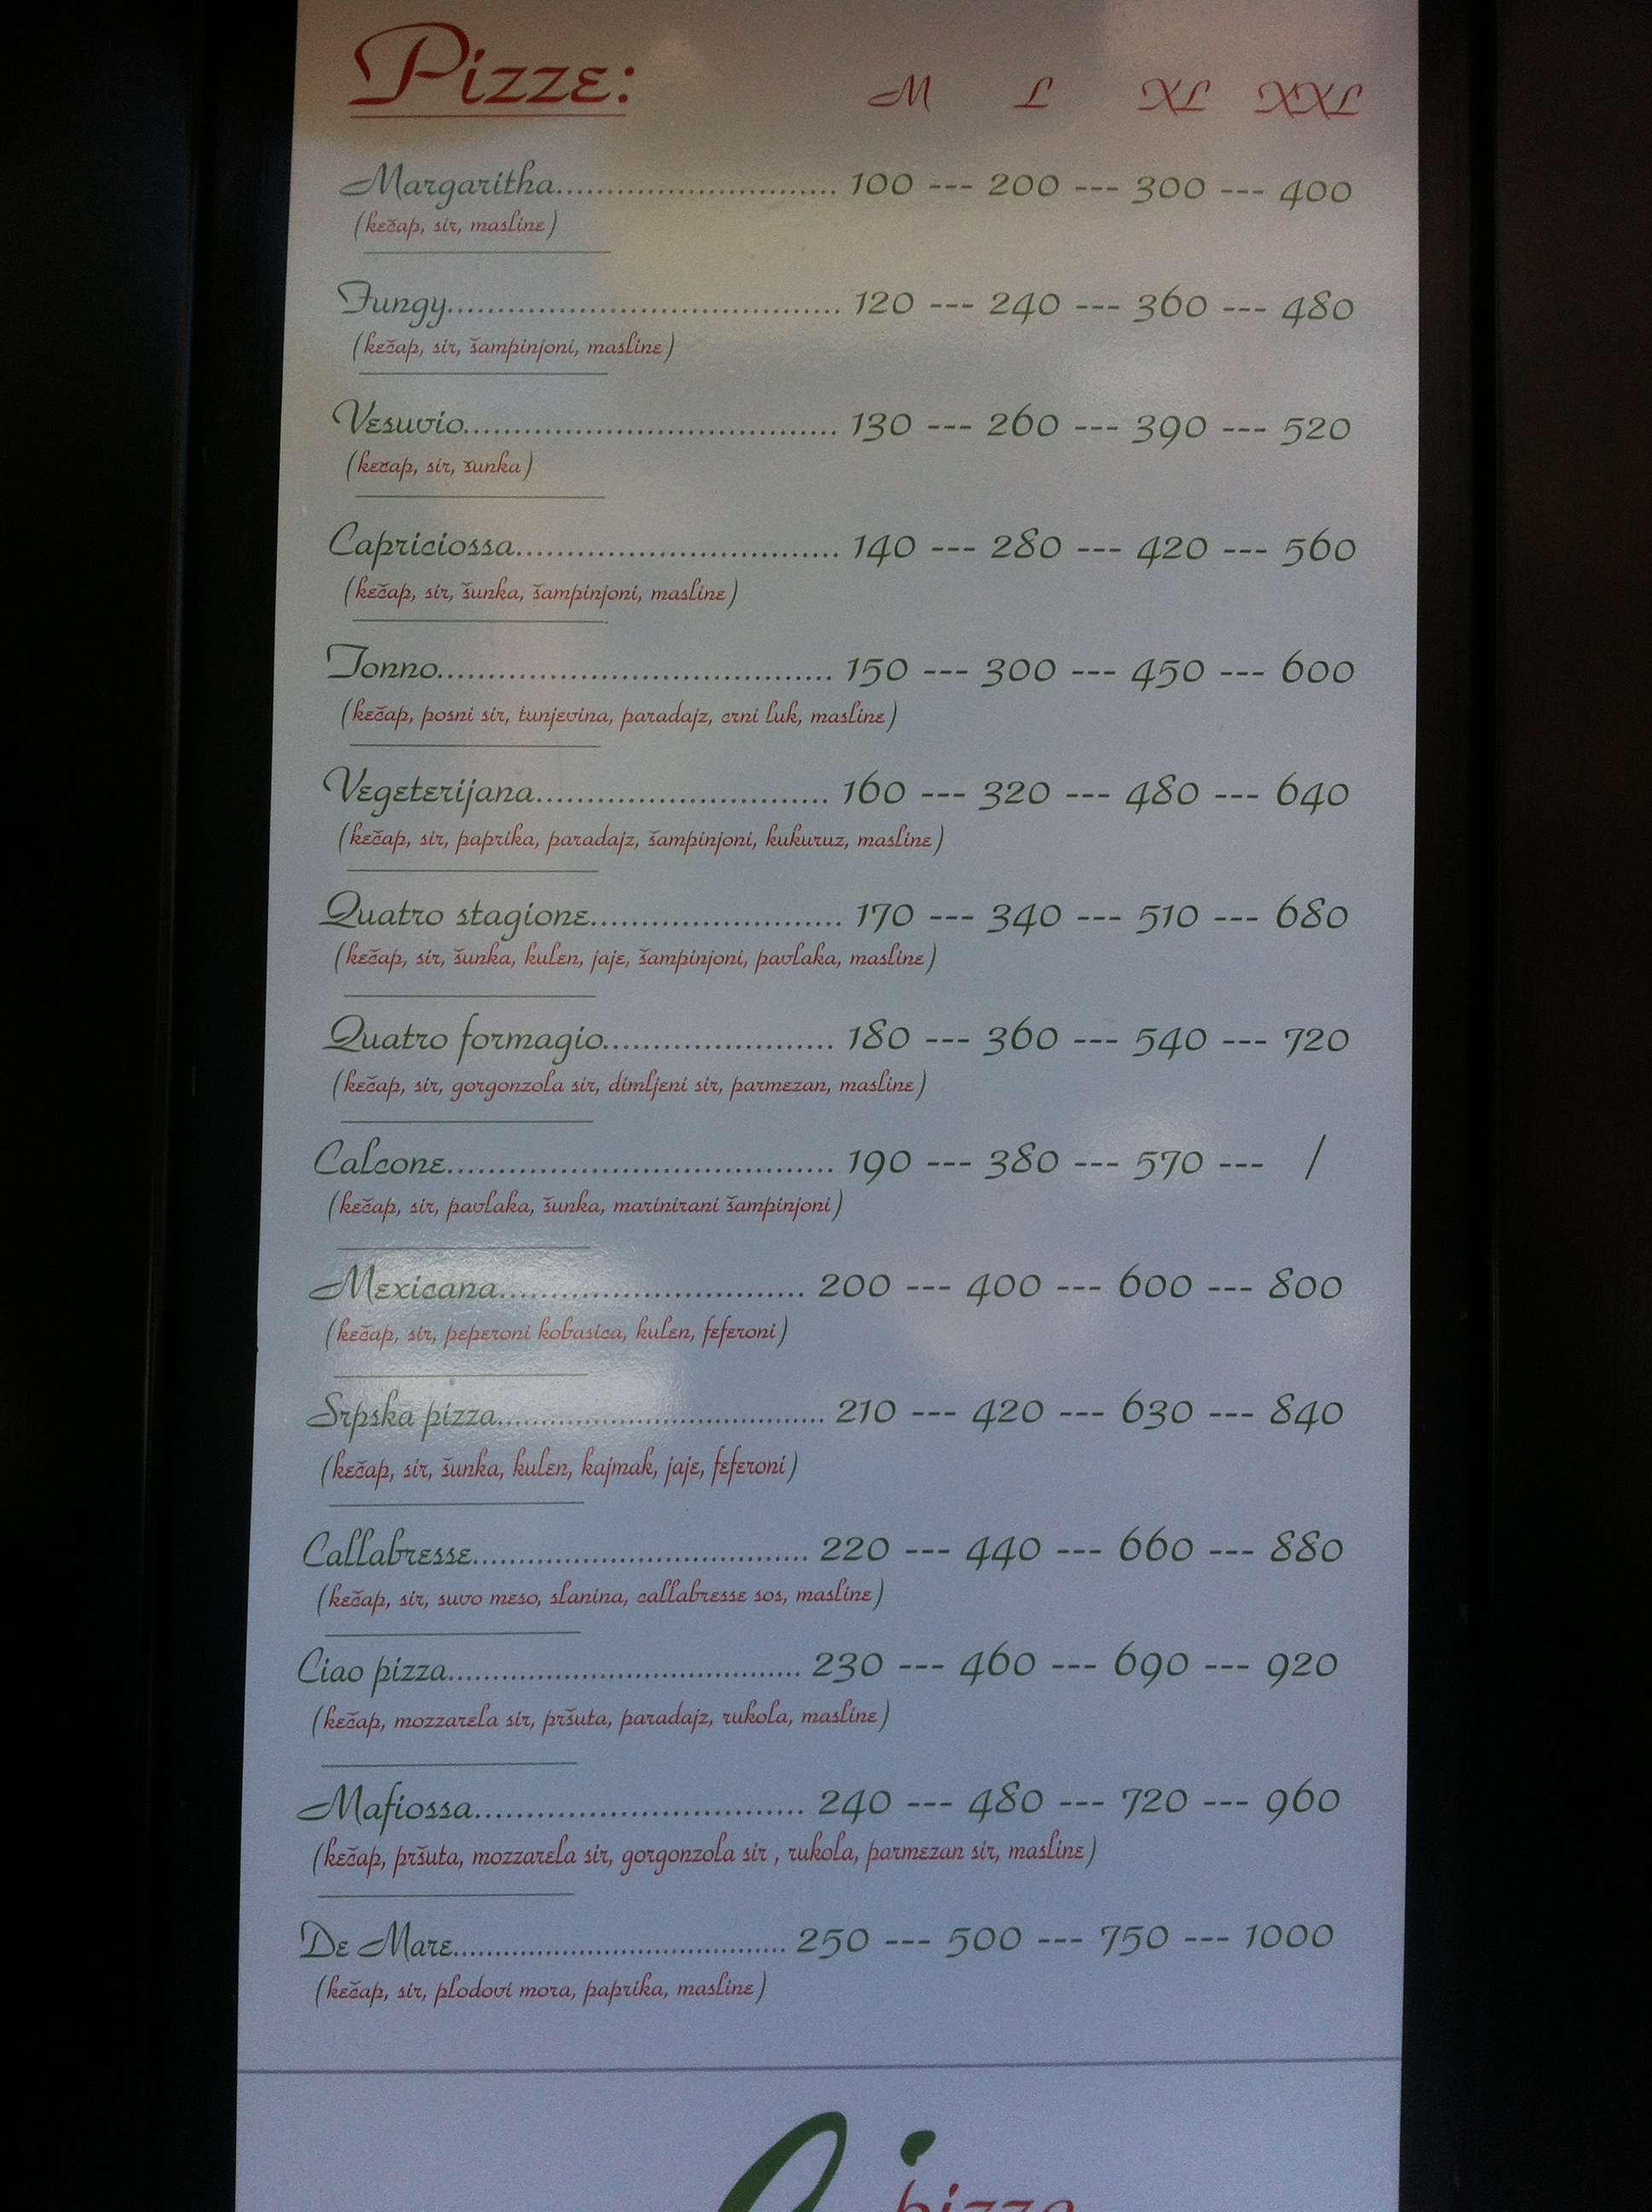 Pizze: M L XL XXL
Margaritha............................ 100 --- 200 --- 300 --- 400
(kečap, sir, masline)
Fungy....................................... 120 --- 240 --- 360 --- 480
(kečap, sir, šampinjoni, masline)
Vesuvio..................................... 130 --- 260 --- 390 --- 520
(kečap, sir, šunka)
Capriciossa................................ 140 --- 280 --- 420 --- 560
(kečap, sir, šunka, šampinjoni, masline)
Tonno....................................... 150 --- 300 --- 450 --- 600
(kečap, posni sir, tunjevina, paradajz, crni luk, masline)
Vegeterijana............................. 160 --- 320 --- 480 --- 640
(kečap, sir, paprika, paradajz, šampinjoni, kukuruz, masline)
Quatro stagione......................... 170 --- 340 --- 510 --- 680
(kečap, sir, šunka, kulen, jaje, šampinjoni, pavlaka, masline)
Quatro formagio....................... 180 --- 360 --- 540 --- 720
(kečap, sir, gorgonzola sir, dimljeni sir, parmezan, masline)
Calcone...................................... 190 --- 380 --- 570 --- /
(kečap, sir, pavlaka, šunka, marinirani šampinjoni)
Mexicana.............................. 200 --- 400 --- 600 --- 800
(kečap, sir, peperoni kobasica, kulen, feferoni)
Srpska pizza..................................... 210 --- 420 --- 630 --- 840
(kečap, sir, šunka, kulen, kajmak, jaje, feferoni)
Callabresse...................................... 220 --- 440 --- 660 --- 880
(kečap, sir, suvo meso, slanina, callabresse sos, masline)
Ciao pizza........................................ 230 --- 460 --- 690 --- 920
(kečap, mozzarela sir, pršuta, paradajz, rukola, masline)
Mafiossa................................ 240 --- 480 --- 720 --- 960
(kečap, pršuta, mozzarela sir, gorgonzola sir , rukola, parmezan sir, masline)
De Mare........................................ 250 --- 500 --- 750 --- 1000
(kečap, sir, plodovi mora, paprika, masline)
pizza